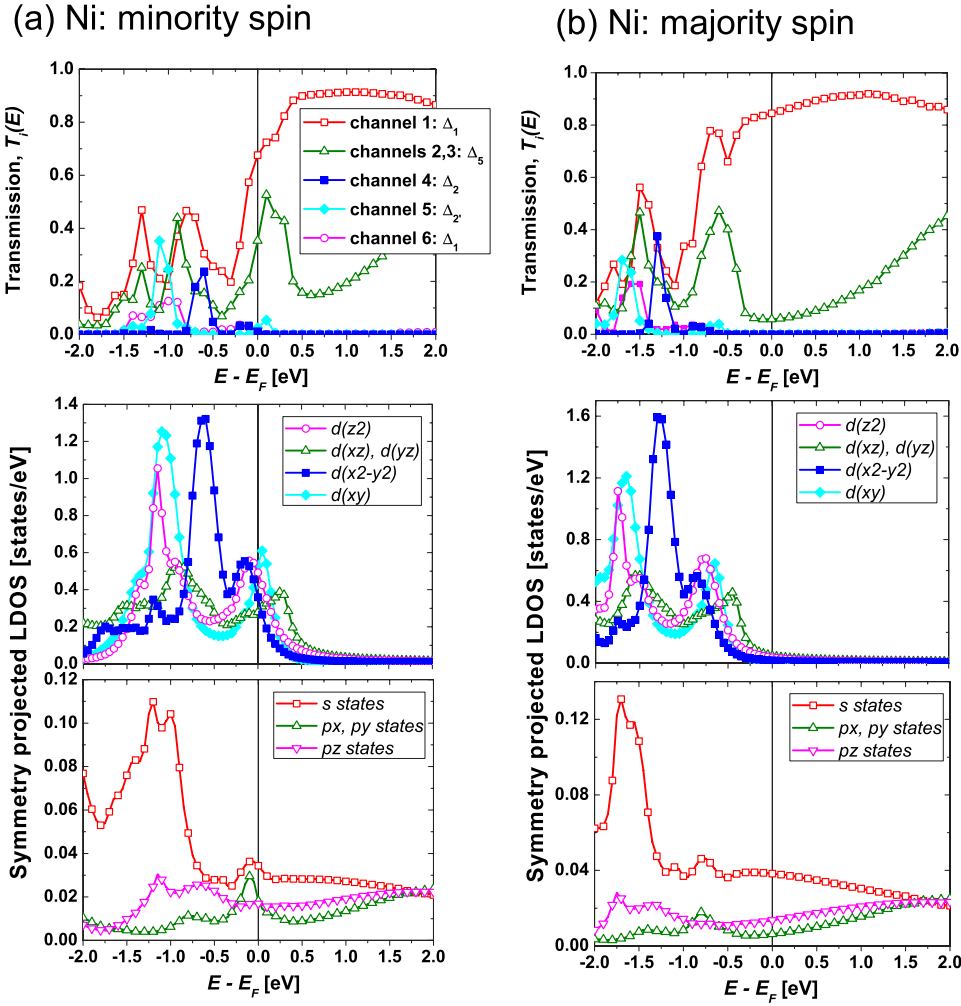 (a) Ni: minority spin
Transmission, Tᵢ(E)
1.0
0.8
0.6
0.4
0.2
0.0
channel 1: Δ₁
channels 2,3: Δ₅
channel 4: Δ₂
channel 5: Δ₂'
channel 6: Δ₁
-2.0 -1.5 -1.0 -0.5 0.0 0.5 1.0 1.5 2.0
E - E_F [eV]
Symmetry projected LDOS [states/eV]
1.4
1.2
1.0
0.8
0.6
0.4
0.2
0.0
d(z2)
d(xz), d(yz)
d(x2-y2)
d(xy)
0.12
0.10
0.08
0.06
0.04
0.02
0.00
s states
px, py states
pz states
-2.0 -1.5 -1.0 -0.5 0.0 0.5 1.0 1.5 2.0
E - E_F [eV]
(b) Ni: majority spin
Transmission, Tᵢ(E)
1.0
0.8
0.6
0.4
0.2
0.0
-2.0 -1.5 -1.0 -0.5 0.0 0.5 1.0 1.5 2.0
E - E_F [eV]
Symmetry projected LDOS [states/eV]
1.6
1.2
0.8
0.4
0.0
d(z2)
d(xz), d(yz)
d(x2-y2)
d(xy)
0.12
0.08
0.04
0.00
s states
px, py states
pz states
-2.0 -1.5 -1.0 -0.5 0.0 0.5 1.0 1.5 2.0
E - E_F [eV]